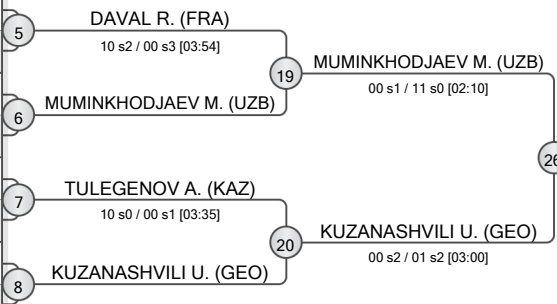 5
DAVAL R. (FRA)
10 s2 / 00 s3 [03:54]
19
MUMINKHODJAEV M. (UZB)
00 s1 / 11 s0 [02:10]
6
MUMINKHODJAEV M. (UZB)
26
7
TULEGENOV A. (KAZ)
10 s0 / 00 s1 [03:35]
20
KUZANASHVILI U. (GEO)
00 s2 / 01 s2 [03:00]
8
KUZANASHVILI U. (GEO)